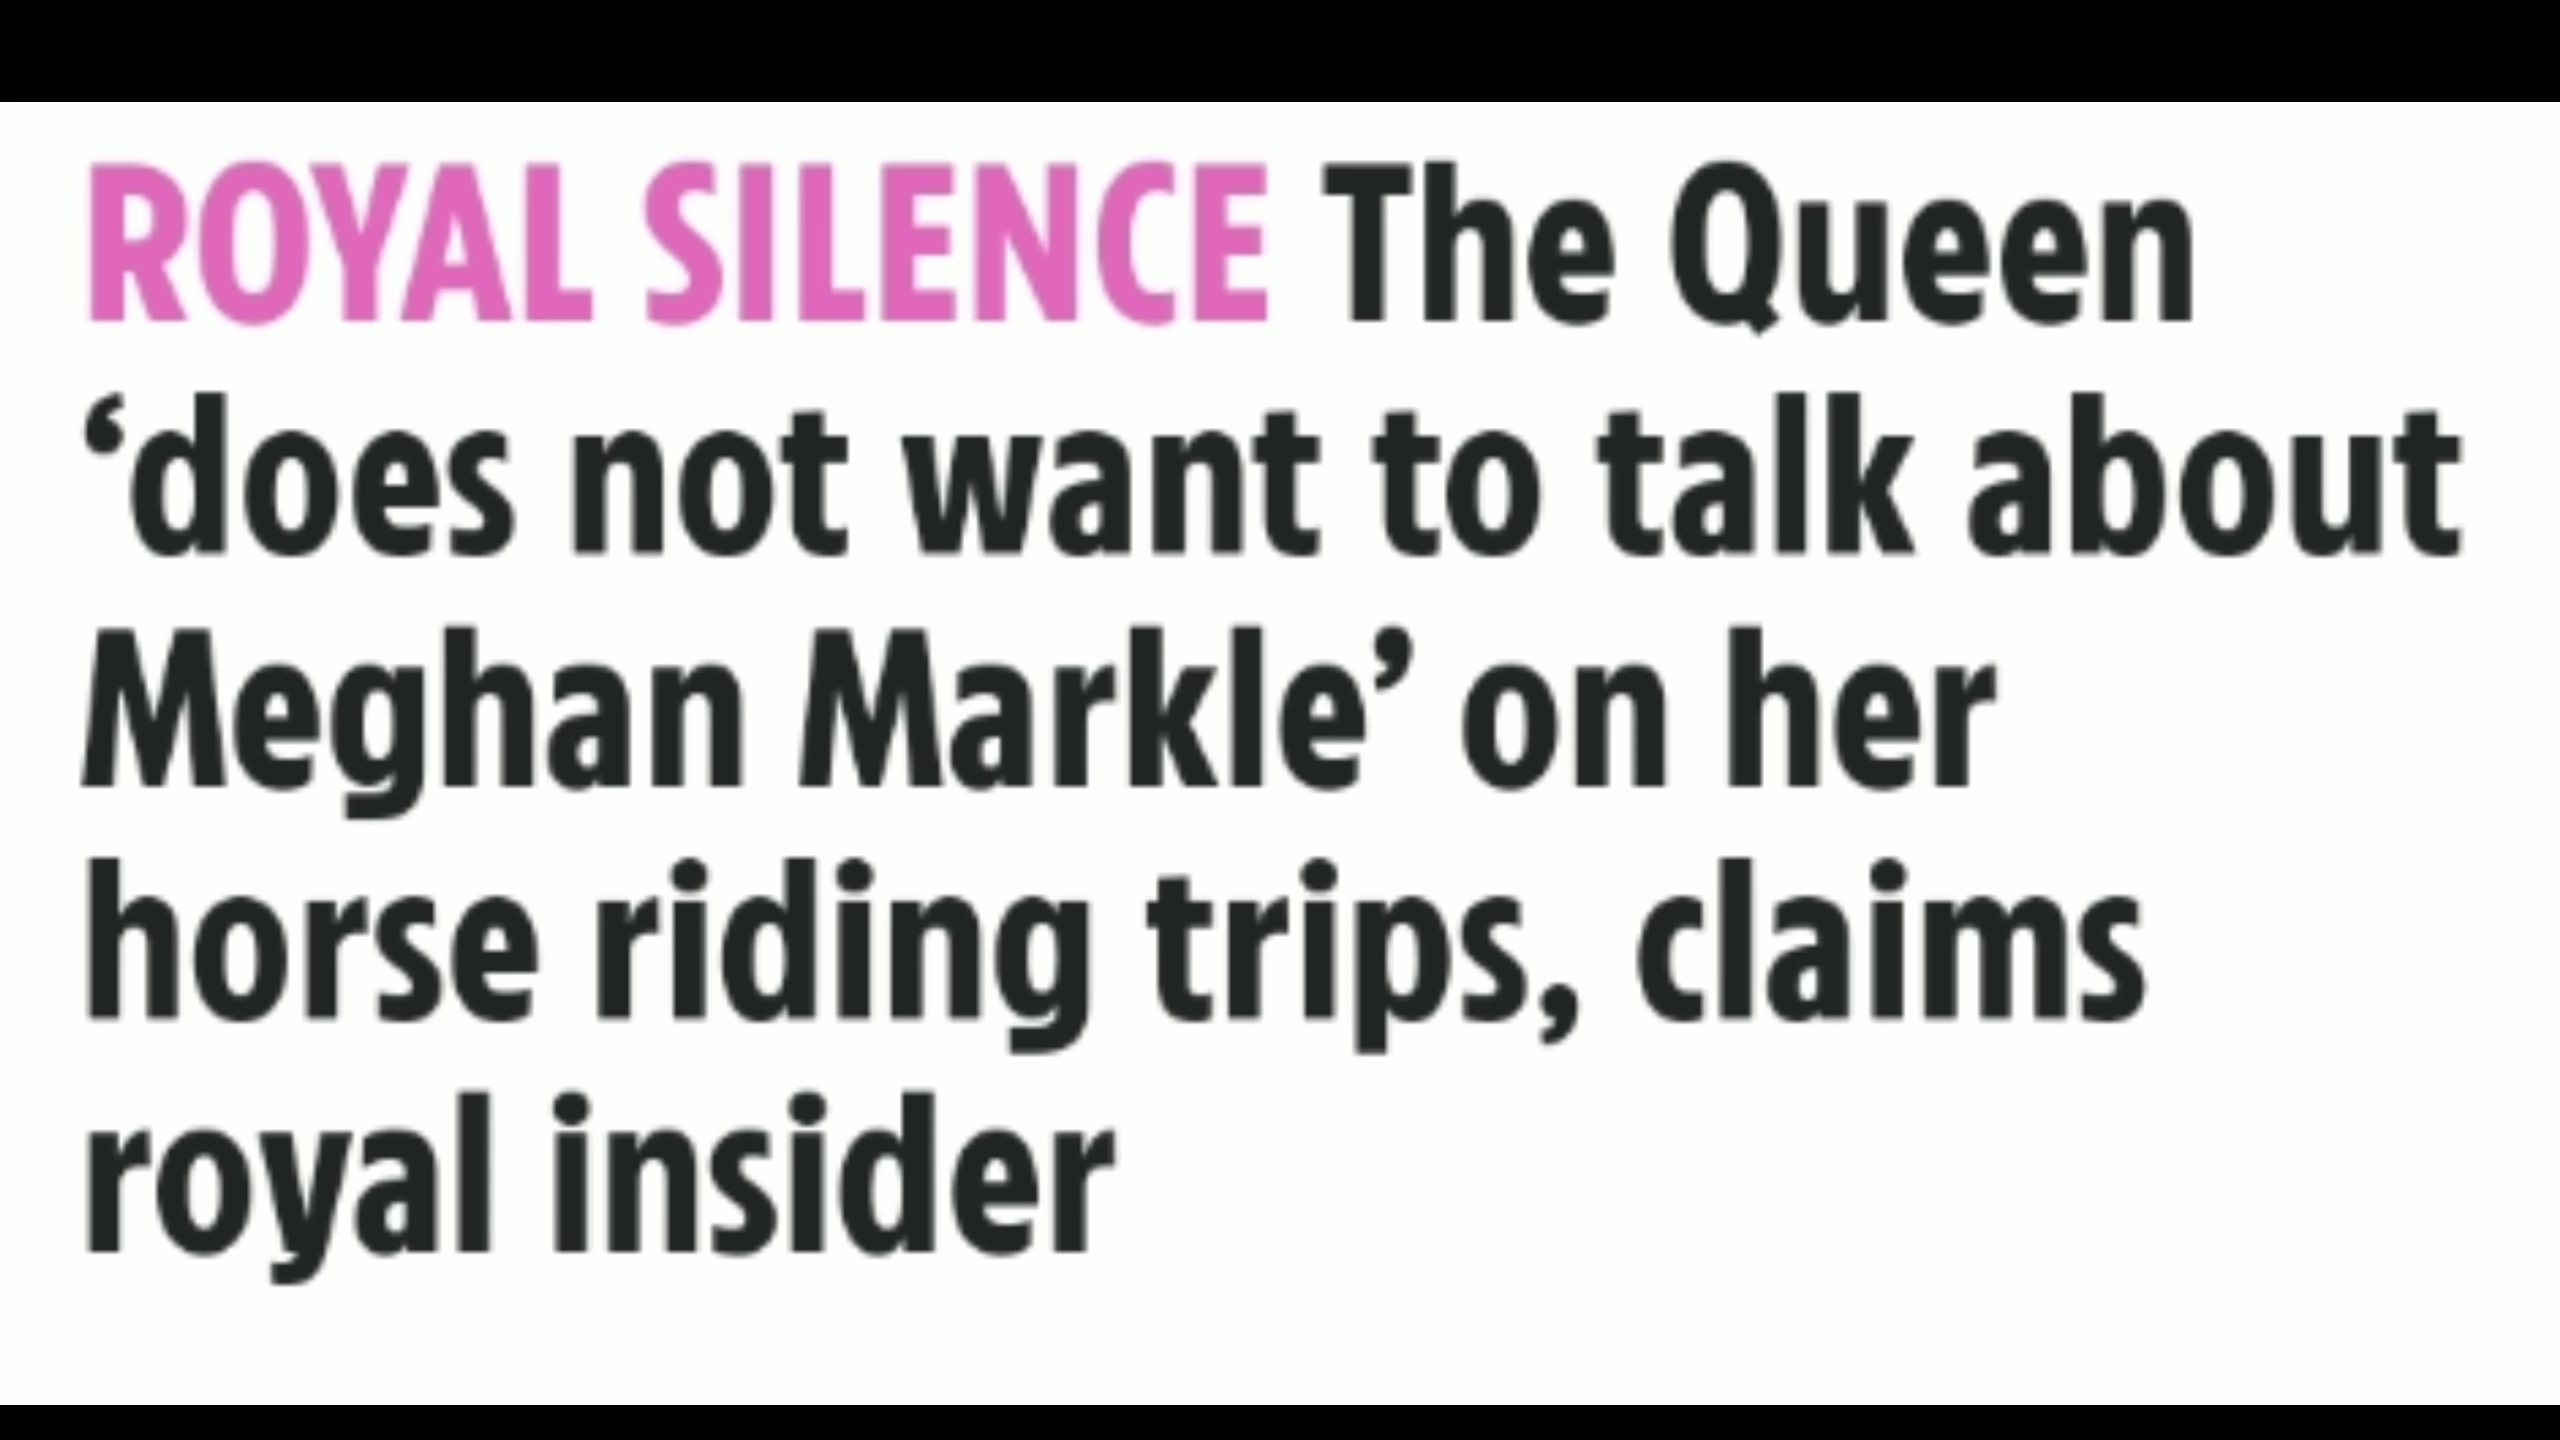 ROYAL SILENCE The Queen
‘does not want to talk about
Meghan Markle’ on her
horse riding trips, claims
royal insider